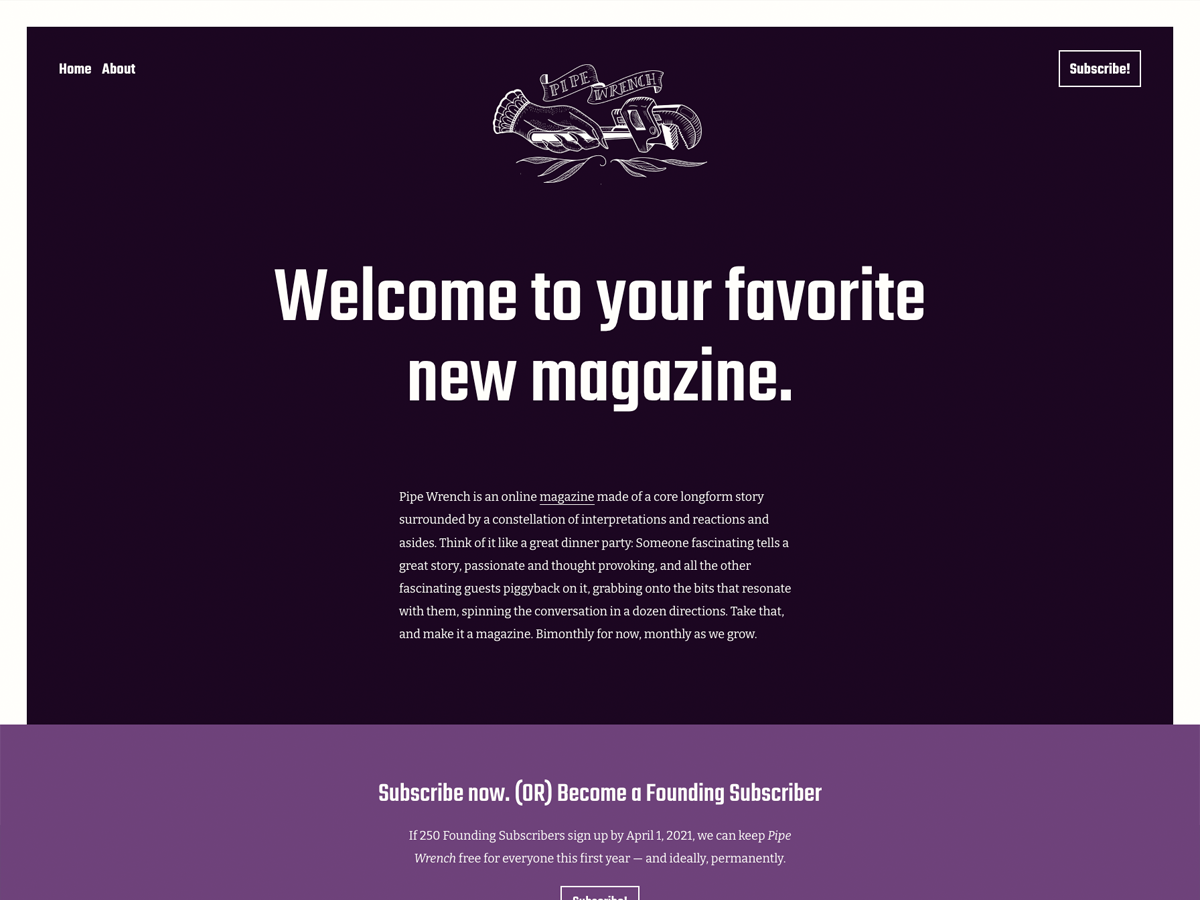 Home About
PIPE WRENCH
Subscribe!
Welcome to your favorite
new magazine.
Pipe Wrench is an online magazine made of a core longform story
surrounded by a constellation of interpretations and reactions and
asides. Think of it like a great dinner party: Someone fascinating tells a
great story, passionate and thought provoking, and all the other
fascinating guests piggyback on it, grabbing onto the bits that resonate
with them, spinning the conversation in a dozen directions. Take that,
and make it a magazine. Bimonthly for now, monthly as we grow.
Subscribe now. (OR) Become a Founding Subscriber
If 250 Founding Subscribers sign up by April 1, 2021, we can keep Pipe
Wrench free for everyone this first year — and ideally, permanently.
Subscribe!